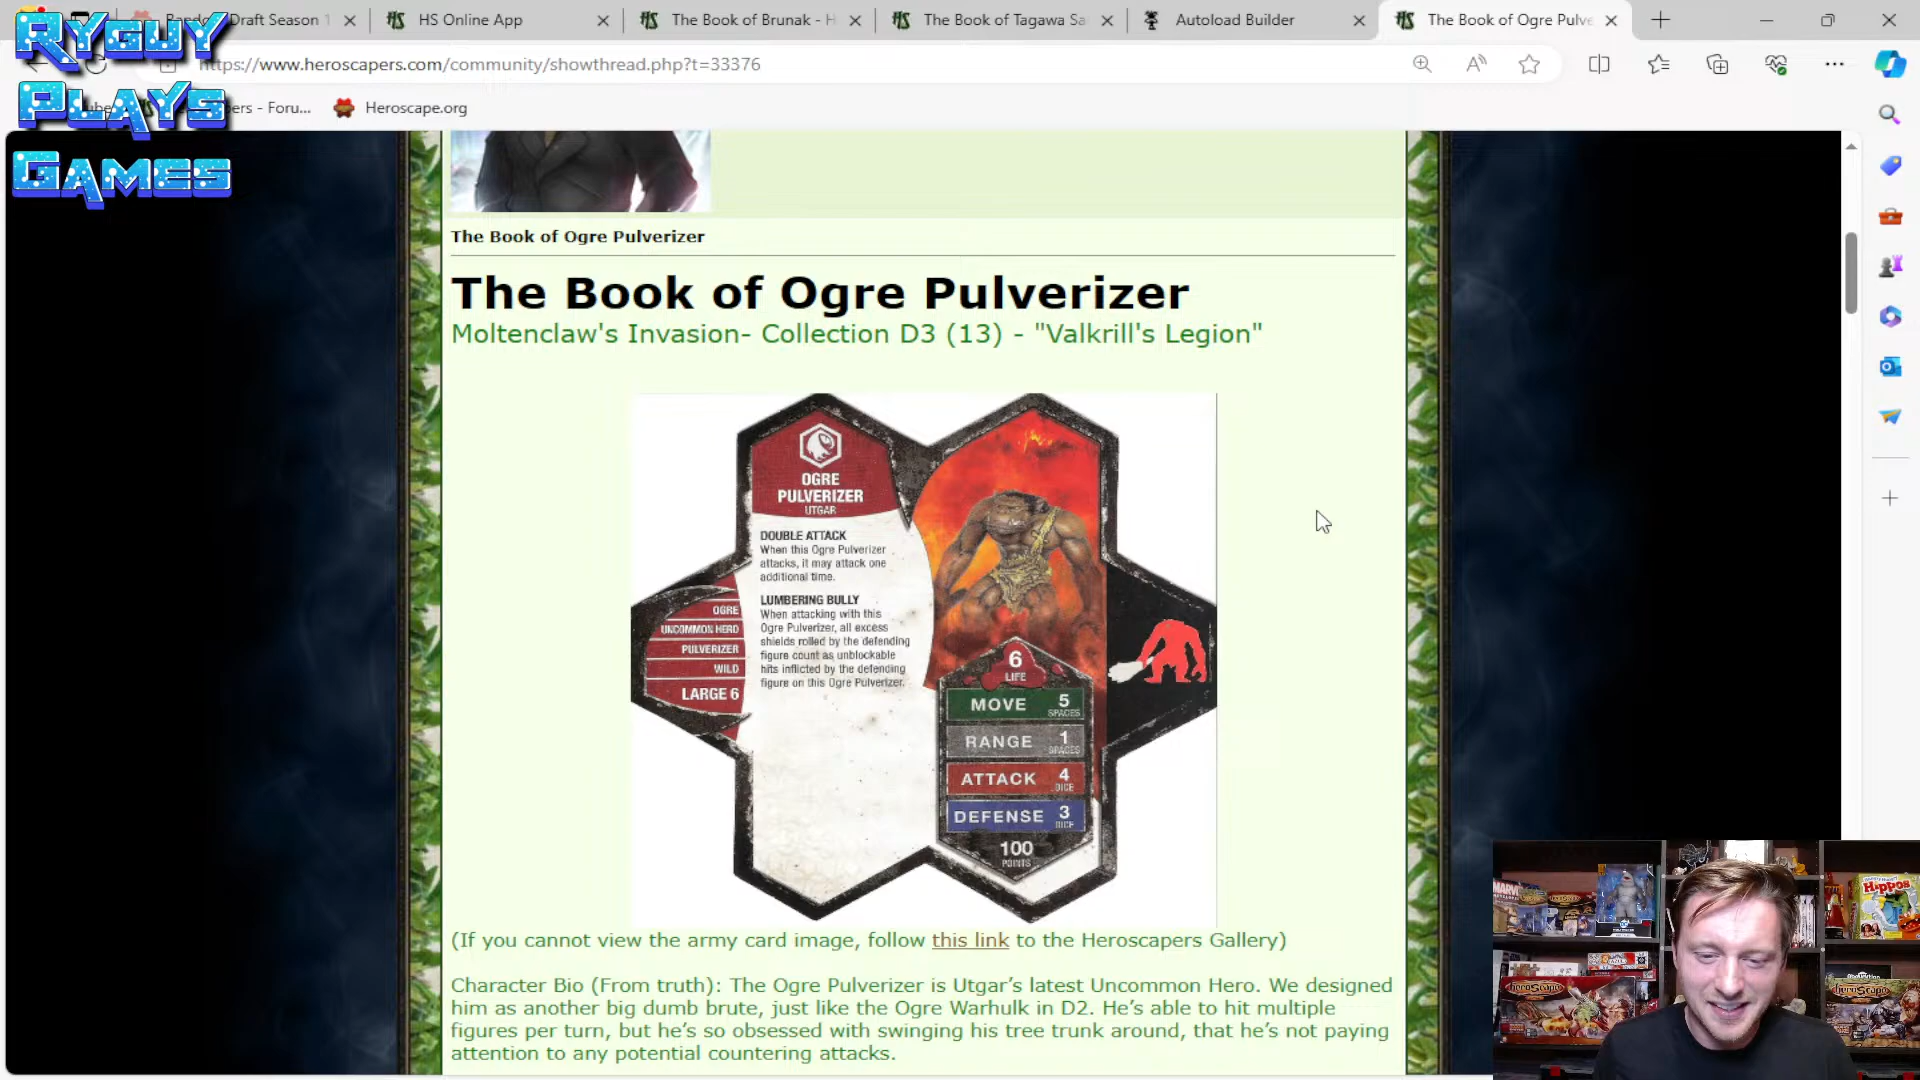 RYGUY
PLAYS
GAMES
Draft Season 1
HS Online App
The Book of Brunak - H
The Book of Tagawa Sa
Autoload Builder
The Book of Ogre Pulve
https://www.heroscapers.com/community/showthread.php?t=33376
ers - Foru...
Heroscape.org
The Book of Ogre Pulverizer
The Book of Ogre Pulverizer
Moltenclaw's Invasion- Collection D3 (13) - "Valkrill's Legion"
OGRE
PULVERIZER
UTGAR
DOUBLE ATTACK
When this Ogre Pulverizer
attacks, it may attack one
additional time.
LUMBERING BULLY
When attacking with this
Ogre Pulverizer, all excess
shields rolled by the defending
figure count as unblockable
hits inflicted by the defending
figure on this Ogre Pulverizer.
OGRE
UNCOMMON HERO
PULVERIZER
WILD
LARGE 6
6
LIFE
MOVE 5
SPACES
RANGE 1
SPACES
ATTACK 4
DICE
DEFENSE 3
DICE
100
POINTS
(If you cannot view the army card image, follow this link to the Heroscapers Gallery)
Character Bio (From truth): The Ogre Pulverizer is Utgar's latest Uncommon Hero. We designed
him as another big dumb brute, just like the Ogre Warhulk in D2. He's able to hit multiple
figures per turn, but he's so obsessed with swinging his tree trunk around, that he's not paying
attention to any potential countering attacks.
MARVEL
HIPPOS
heroscape
heroscape